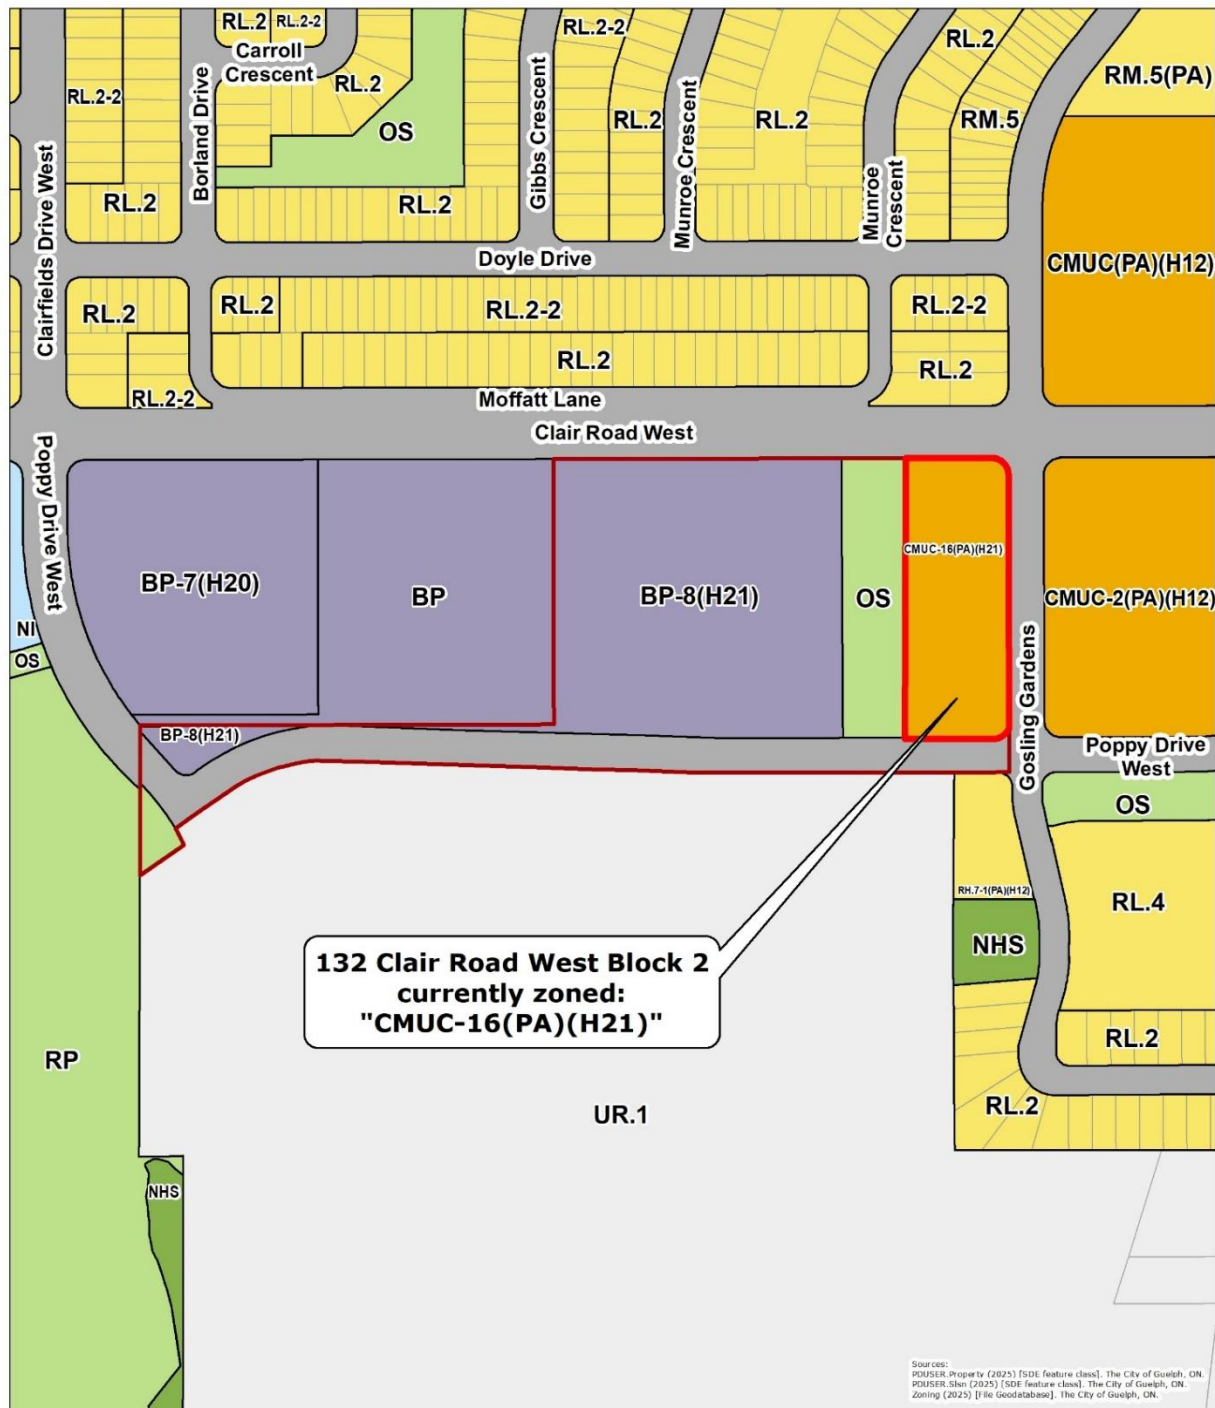 RL.2
RL.2-2
Carroll
Crescent
RL.2-2
RL.2
RM.5(PA)
RL.2
RL.2-2
Borland Drive
OS
Gibbs Crescent
RL.2
RL.2
RM.5
Clairfields Drive West
RL.2
RL.2
Munroe Crescent
Munroe
Crescent
Doyle Drive
CMUC(PA)(H12)
RL.2
RL.2
RL.2-2
RL.2-2
RL.2
RL.2
RL.2-2
Moffatt Lane
Clair Road West
Poppy Drive West
BP-7(H20)
BP
BP-8(H21)
OS
CMUC-16(PA)(H21)
CMUC-2(PA)(H12)
NI
OS
Gosling Gardens
BP-8(H21)
Poppy Drive
West
OS
RH.7-1(PA)(H12)
RL.4
NHS
132 Clair Road West Block 2
currently zoned:
"CMUC-16(PA)(H21)"
RL.2
RP
RL.2
UR.1
NHS
Sources:
PDUSER.Property (2025) [SDE feature class]. The City of Guelph, ON.
PDUSER.Slsn (2025) [SDE feature class]. The City of Guelph, ON.
Zoning (2025) [File Geodatabase]. The City of Guelph, ON.